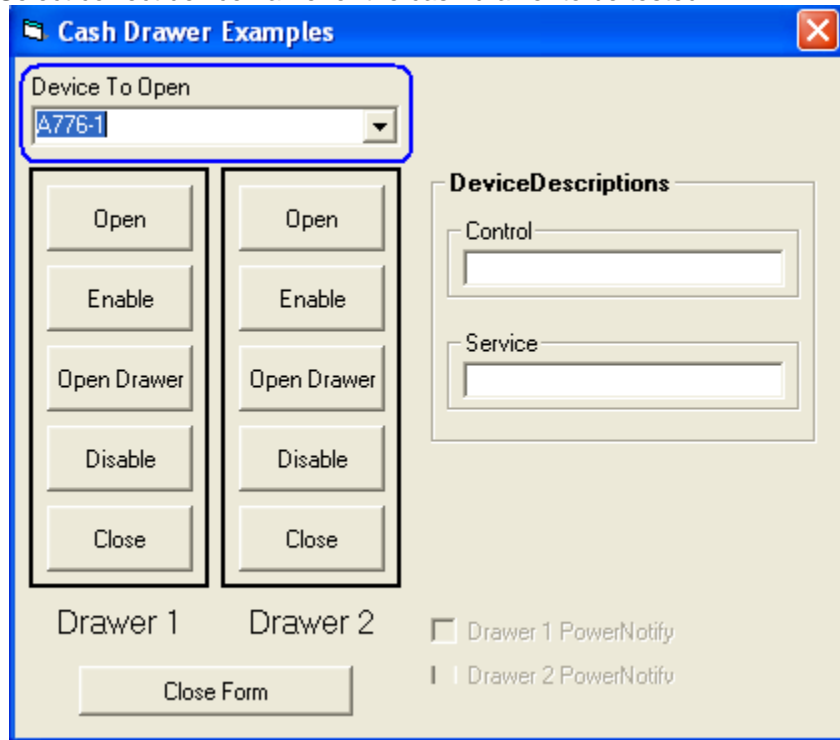 Cash Drawer Examples
Device To Open
A776-1
Open
Enable
Open Drawer
Disable
Close
Drawer 1
Open
Enable
Open Drawer
Disable
Close
Drawer 2
Close Form
DeviceDescriptions
Control
Service
Drawer 1 PowerNotify
Drawer 2 PowerNotify